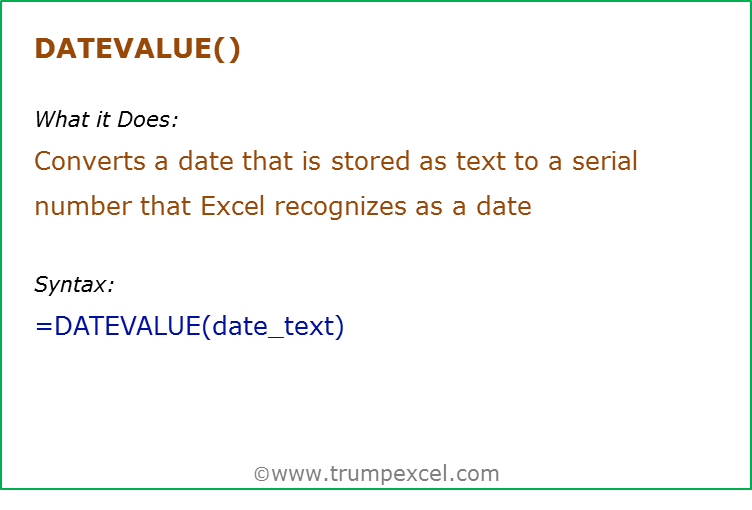 DATEVALUE()
What it Does:
Converts a date that is stored as text to a serial
number that Excel recognizes as a date
Syntax:
=DATEVALUE(date_text)
©www.trumpexcel.com